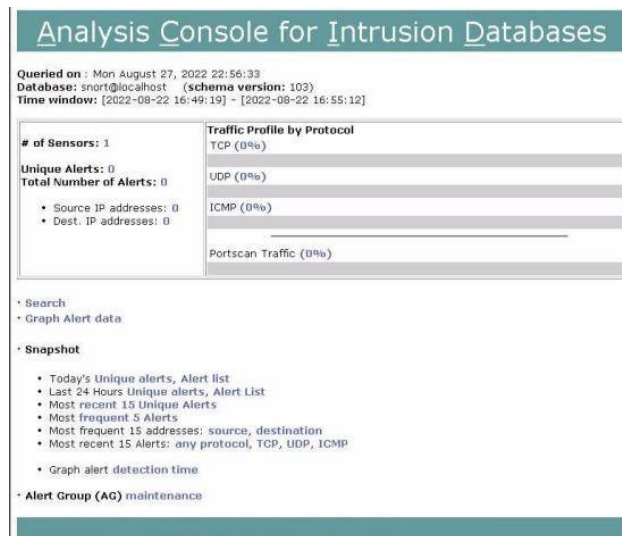 Analysis Console for Intrusion Databases
Queried on : Mon August 27, 2022 22:56:33
Database: snort@localhost (schema version: 103)
Time window: [2022-08-22 16:49:19] - [2022-08-22 16:55:12]
# of Sensors: 1
Unique Alerts: 0
Total Number of Alerts: 0
• Source IP addresses: 0
• Dest. IP addresses: 0
Traffic Profile by Protocol
TCP (0%)
UDP (0%)
ICMP (0%)
Portscan Traffic (0%)
· Search
· Graph Alert data
· Snapshot
• Today's Unique alerts, Alert list
• Last 24 Hours Unique alerts, Alert List
• Most recent 15 Unique Alerts
• Most frequent 5 Alerts
• Most frequent 15 addresses: source, destination
• Most recent 15 Alerts: any protocol, TCP, UDP, ICMP
• Graph alert detection time
· Alert Group (AG) maintenance